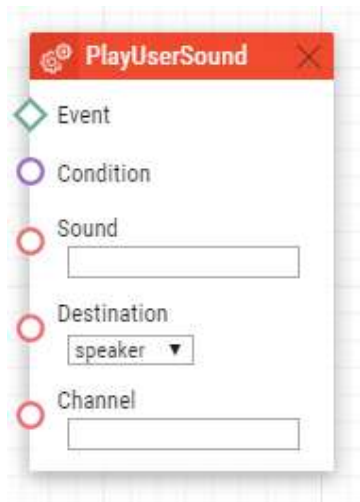 PlayUserSound
Event
Condition
Sound
Destination
speaker
Channel